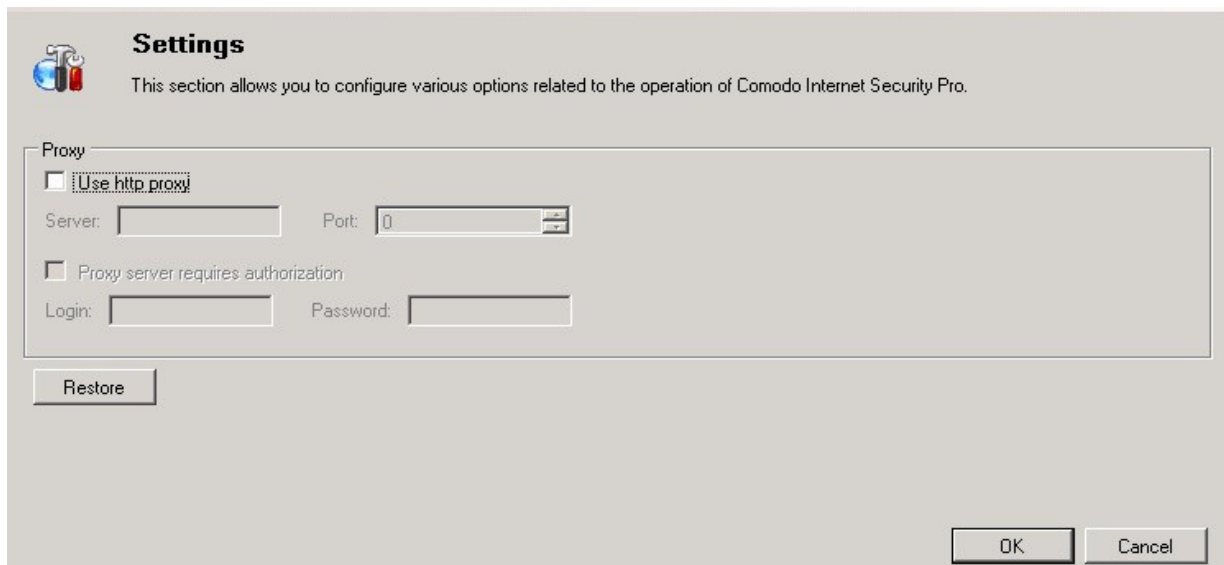 Settings
This section allows you to configure various options related to the operation of Comodo Internet Security Pro.
Proxy
Use http proxy
Server: Port: 0
Proxy server requires authorization
Login: Password:
Restore
OK Cancel